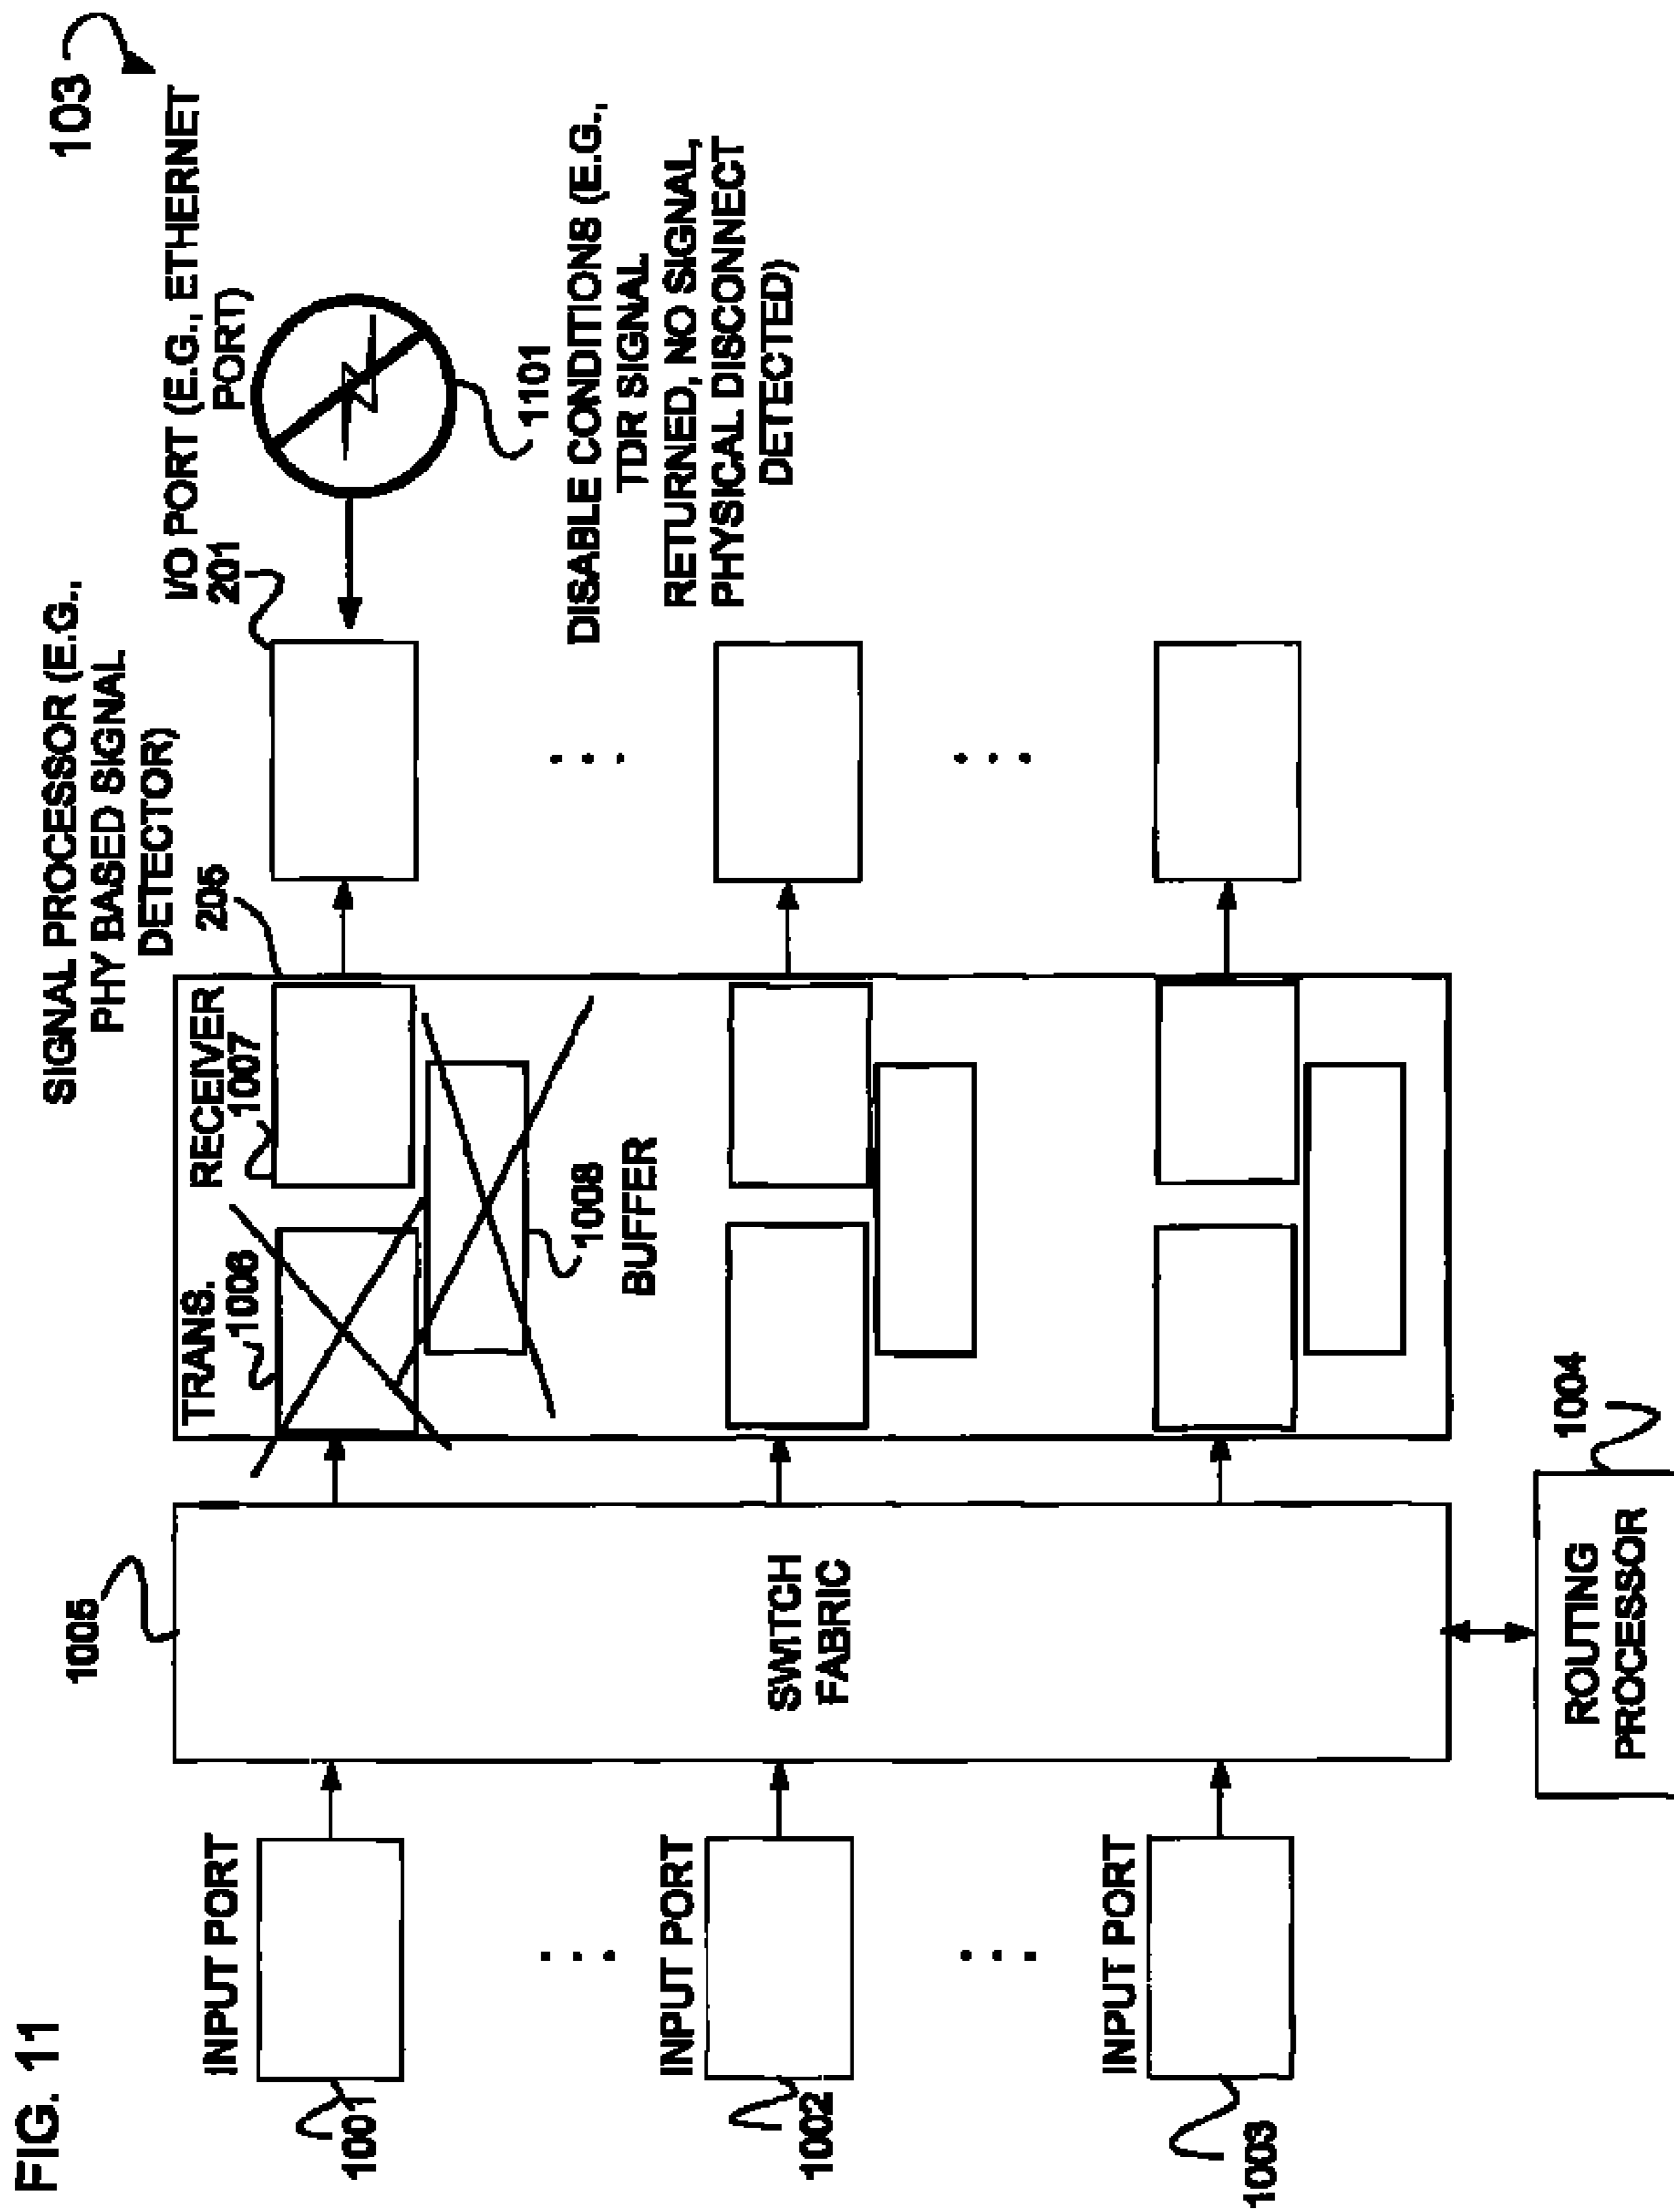 FIG. 11
103
SIGNAL PROCESSOR (E.G.,
PHY BASED SIGNAL
DETECTOR)
205
I/O PORT (E.G., ETHERNET
PORT)
201
1005
TRANS.
1006
RECEIVER
1007
1008
BUFFER
1101
DISABLE CONDITIONS (E.G.,
TDR SIGNAL
RETURNED, NO SIGNAL,
PHYSICAL DISCONNECT
DETECTED)
INPUT PORT
1001
INPUT PORT
1002
INPUT PORT
1003
SWITCH
FABRIC
ROUTING
PROCESSOR
1004